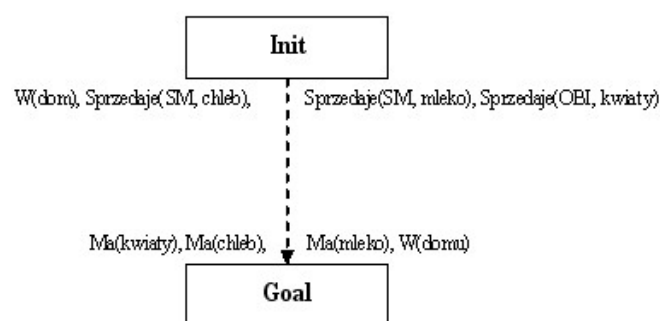 Init
W(dom), Sprzedaje(SM, chleb), Sprzedaje(SM, mleko), Sprzedaje(OBI, kwiaty)
Ma(kwiaty), Ma(chleb), Ma(mleko), W(domu)
Goal